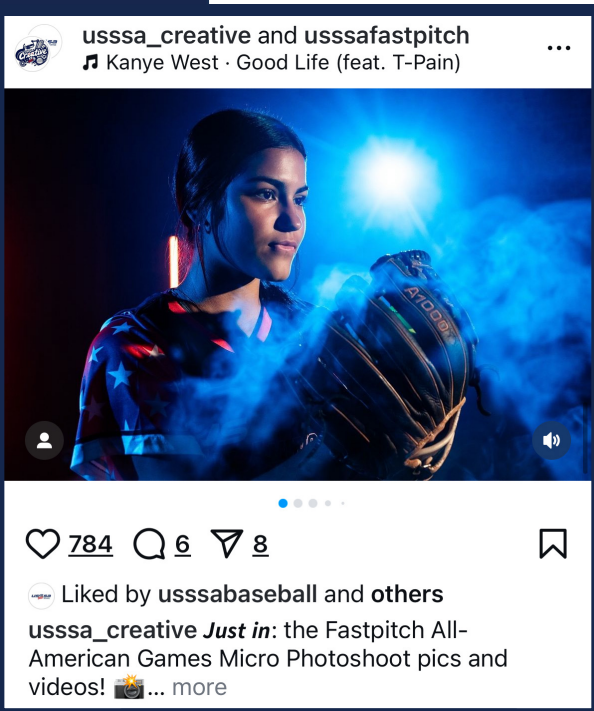 usssa_creative and usssafastpitch
Kanye West · Good Life (feat. T-Pain)
A1000
784 6 8
Liked by usssabaseball and others
usssa_creative Just in: the Fastpitch All-
American Games Micro Photoshoot pics and
videos! 📸... more